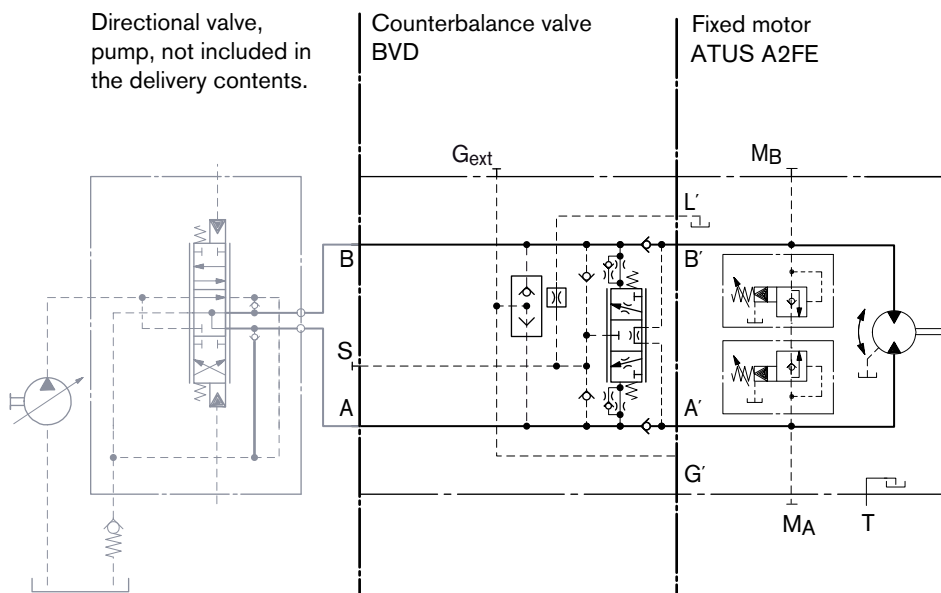 Directional valve,
pump, not included in
the delivery contents.
Counterbalance valve
BVD
Fixed motor
ATUS A2FE
Gext
MB
L′
B
B′
S
A
A′
G′
MA
T